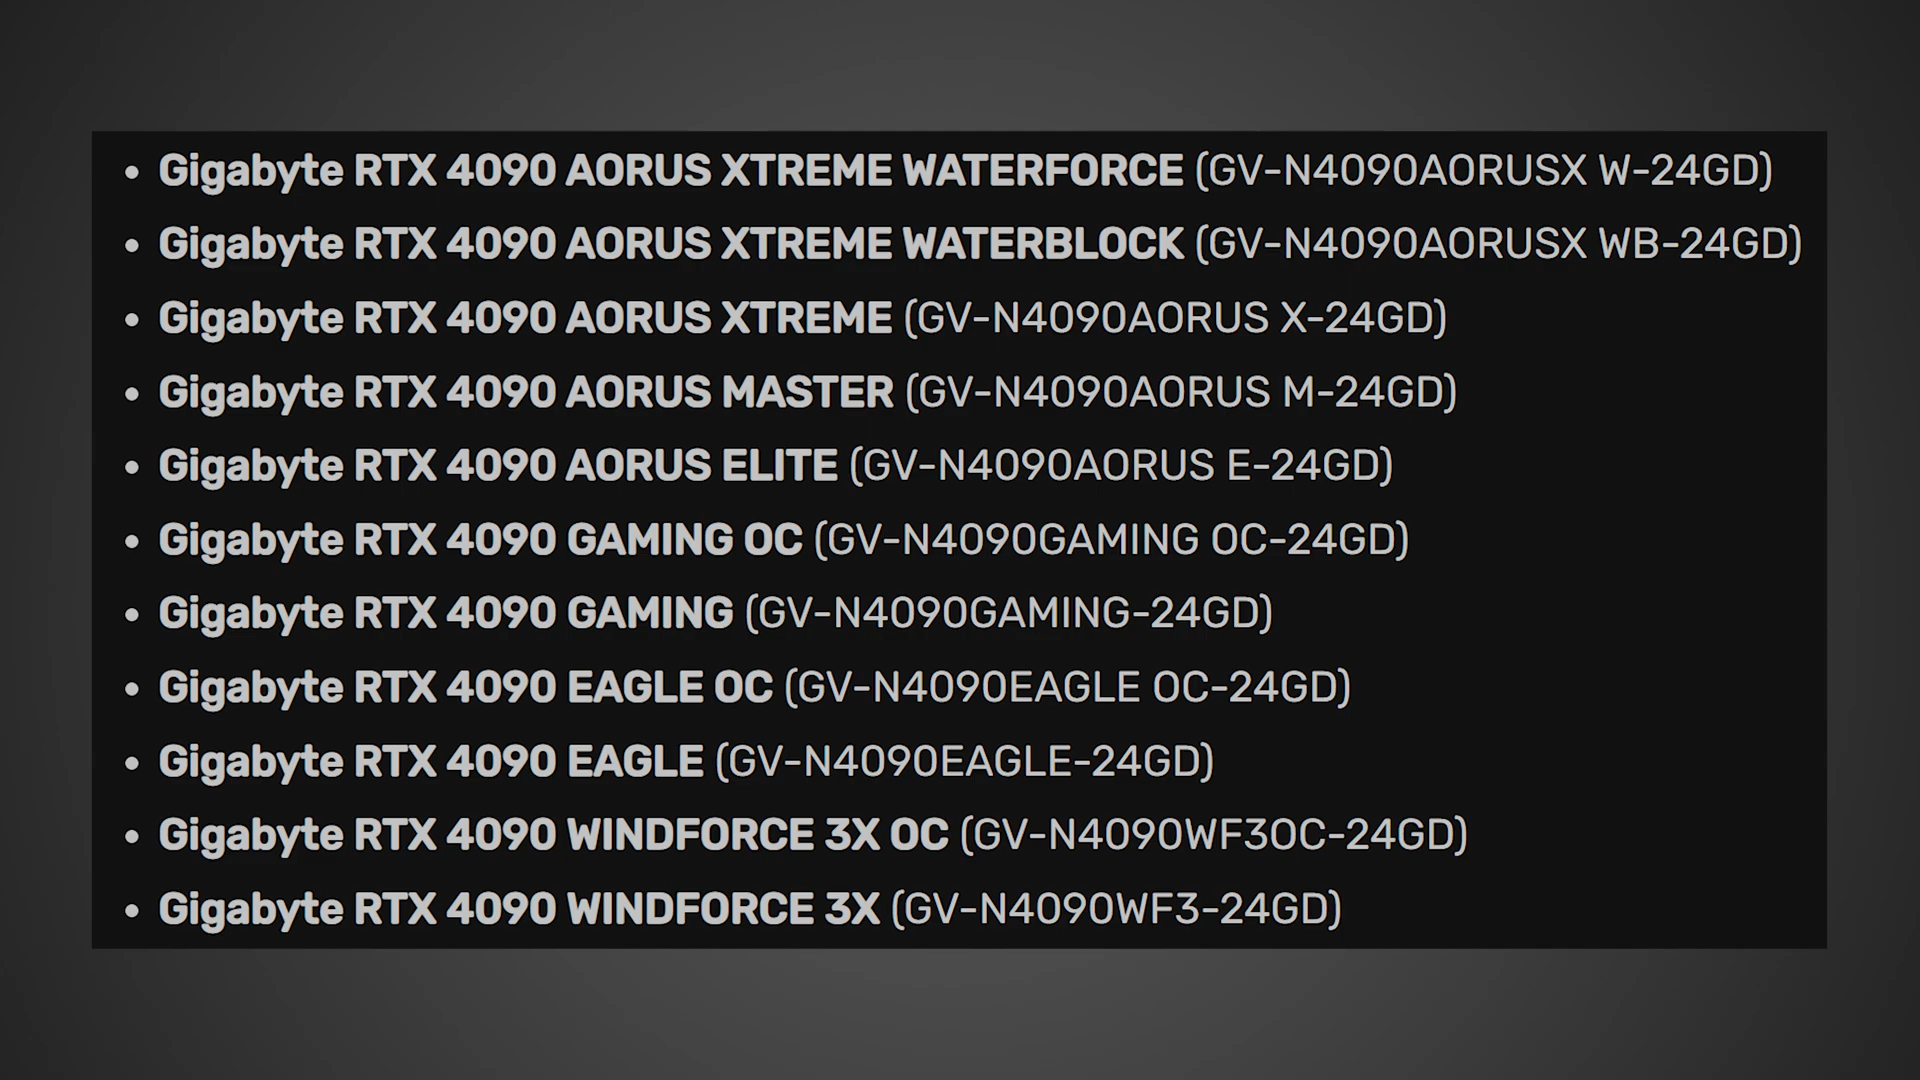 • Gigabyte RTX 4090 AORUS XTREME WATERFORCE (GV-N4090AORUSX W-24GD)
• Gigabyte RTX 4090 AORUS XTREME WATERBLOCK (GV-N4090AORUSX WB-24GD)
• Gigabyte RTX 4090 AORUS XTREME (GV-N4090AORUS X-24GD)
• Gigabyte RTX 4090 AORUS MASTER (GV-N4090AORUS M-24GD)
• Gigabyte RTX 4090 AORUS ELITE (GV-N4090AORUS E-24GD)
• Gigabyte RTX 4090 GAMING OC (GV-N4090GAMING OC-24GD)
• Gigabyte RTX 4090 GAMING (GV-N4090GAMING-24GD)
• Gigabyte RTX 4090 EAGLE OC (GV-N4090EAGLE OC-24GD)
• Gigabyte RTX 4090 EAGLE (GV-N4090EAGLE-24GD)
• Gigabyte RTX 4090 WINDFORCE 3X OC (GV-N4090WF3OC-24GD)
• Gigabyte RTX 4090 WINDFORCE 3X (GV-N4090WF3-24GD)